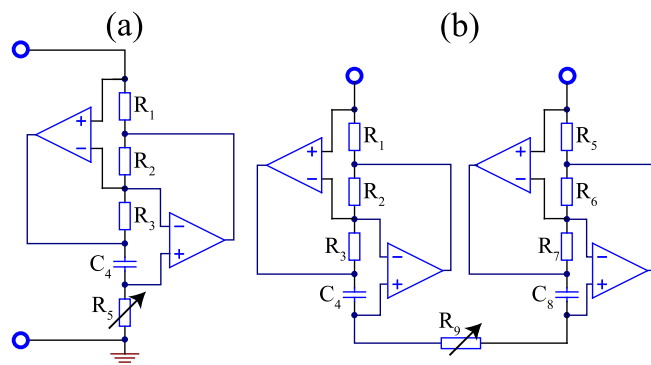 (a)
R1
R2
R3
C4
R5
+
−
−
+
(b)
R1
R2
R3
C4
+
−
−
+
R5
R6
R7
C8
+
−
−
+
R9